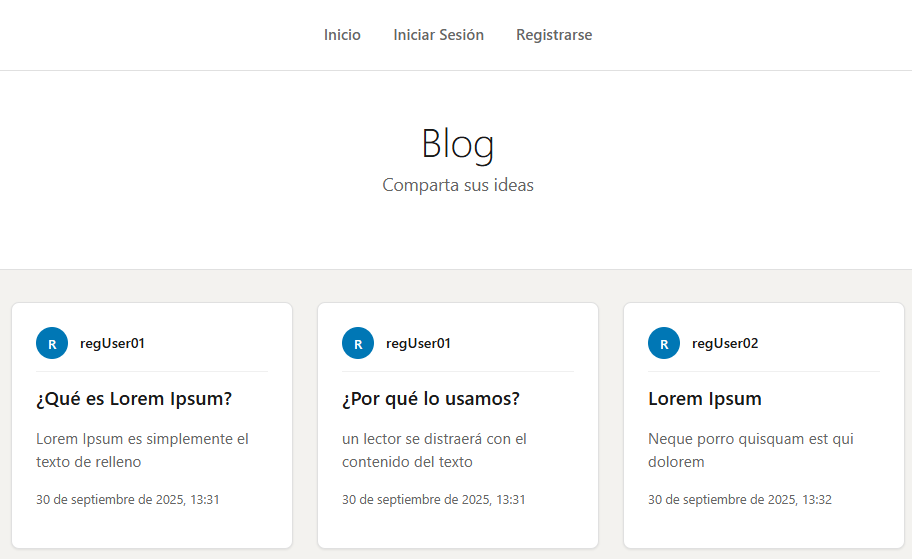 Inicio Iniciar Sesión Registrarse
Blog
Comparta sus ideas
R regUser01
¿Qué es Lorem Ipsum?
Lorem Ipsum es simplemente el
texto de relleno
30 de septiembre de 2025, 13:31
R regUser01
¿Por qué lo usamos?
un lector se distraerá con el
contenido del texto
30 de septiembre de 2025, 13:31
R regUser02
Lorem Ipsum
Neque porro quisquam est qui
dolorem
30 de septiembre de 2025, 13:32